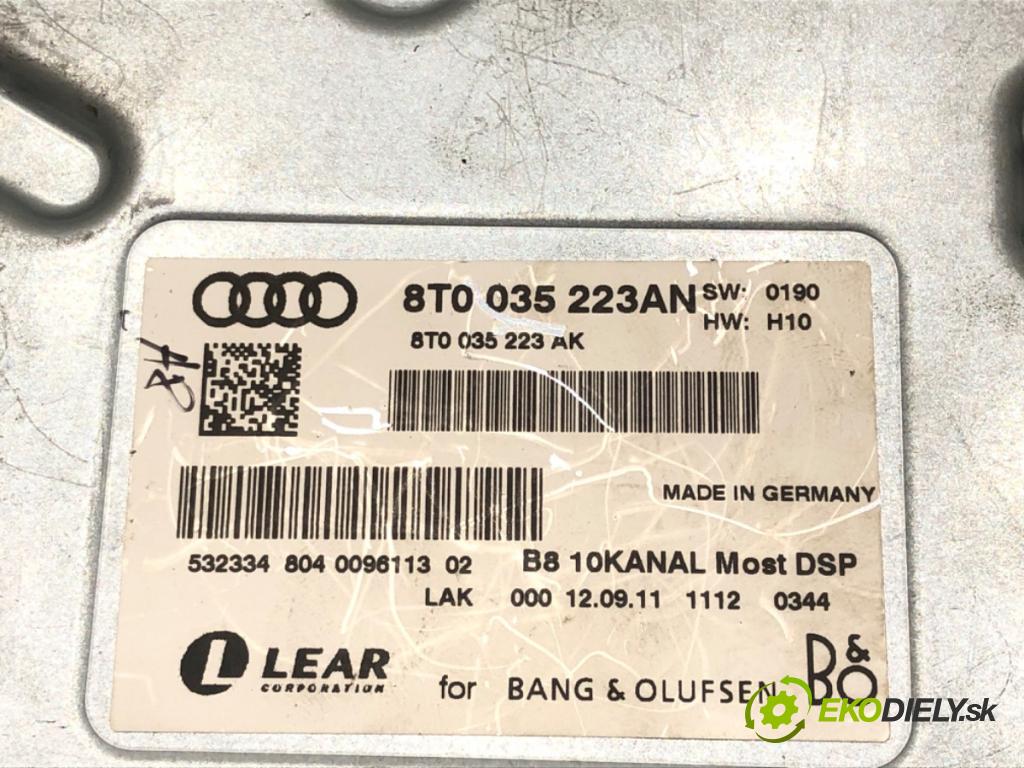 8T0 035 223AN SW: 0190
HW: H10
8T0 035 223 AK
84
MADE IN GERMANY
532334 804 0096113 02
B8 10KANAL Most DSP
LAK 000 12.09.11 1112 0344
L LEAR
CORPORATION
for BANG & OLUFSEN B&O
EKODIELY.sk